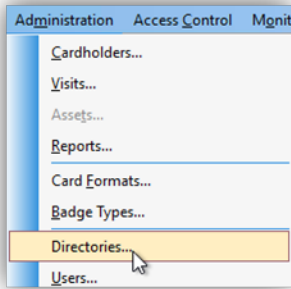 Administration Access Control Monit
Cardholders...
Visits...
Assets...
Reports...
Card Formats...
Badge Types...
Directories...
Users...